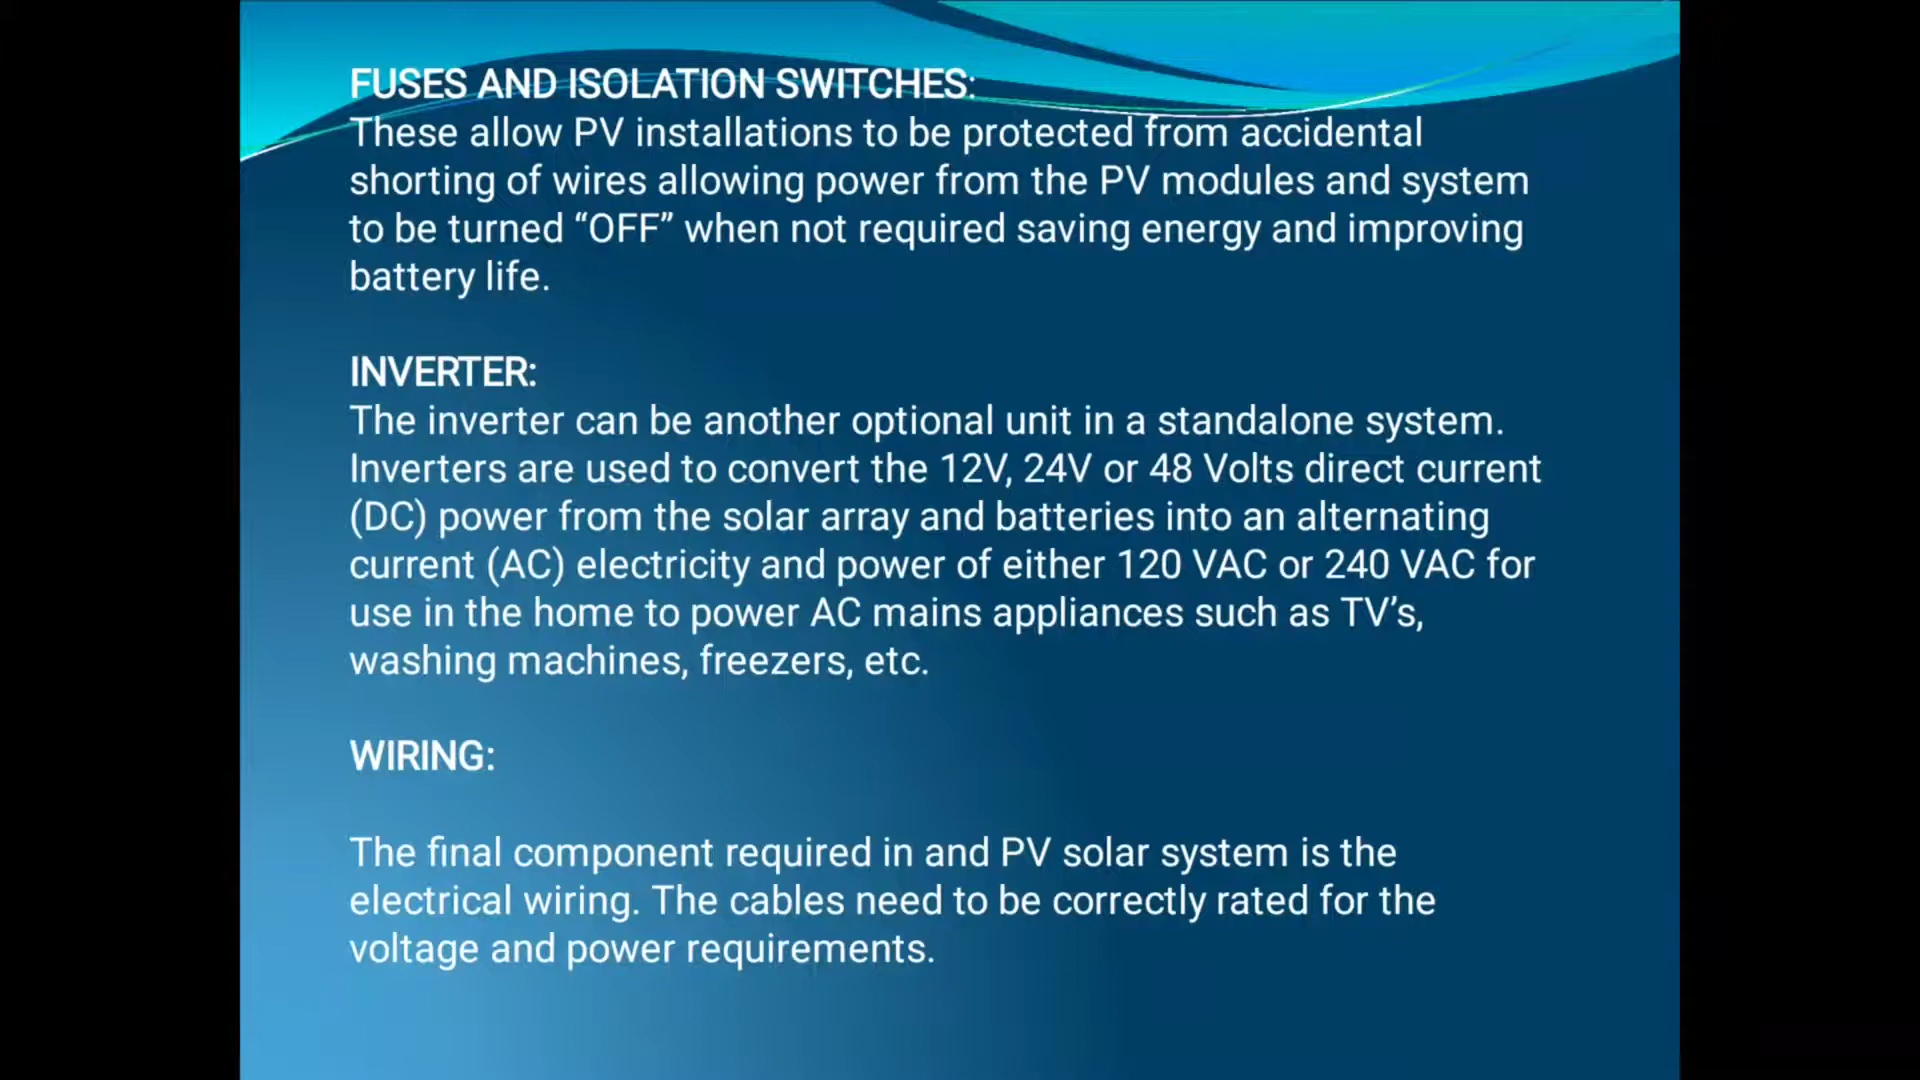 FUSES AND ISOLATION SWITCHES:
These allow PV installations to be protected from accidental
shorting of wires allowing power from the PV modules and system
to be turned “OFF” when not required saving energy and improving
battery life.
INVERTER:
The inverter can be another optional unit in a standalone system.
Inverters are used to convert the 12V, 24V or 48 Volts direct current
(DC) power from the solar array and batteries into an alternating
current (AC) electricity and power of either 120 VAC or 240 VAC for
use in the home to power AC mains appliances such as TV’s,
washing machines, freezers, etc.
WIRING:
The final component required in and PV solar system is the
electrical wiring. The cables need to be correctly rated for the
voltage and power requirements.